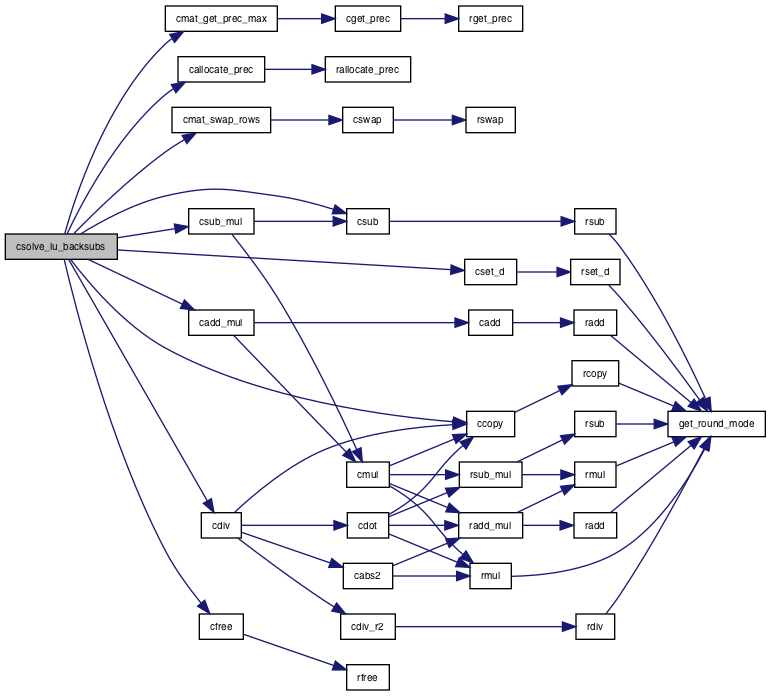 cmat_get_prec_max
cget_prec
rget_prec
callocate_prec
rallocate_prec
cmat_swap_rows
cswap
rswap
csub_mul
csub
rsub
csolve_lu_backsubs
cset_d
rset_d
cadd_mul
cadd
radd
rcopy
ccopy
rsub
get_round_mode
cmul
rsub_mul
rmul
cdiv
cdot
radd_mul
radd
cabs2
rmul
cfree
cdiv_r2
rdiv
rfree